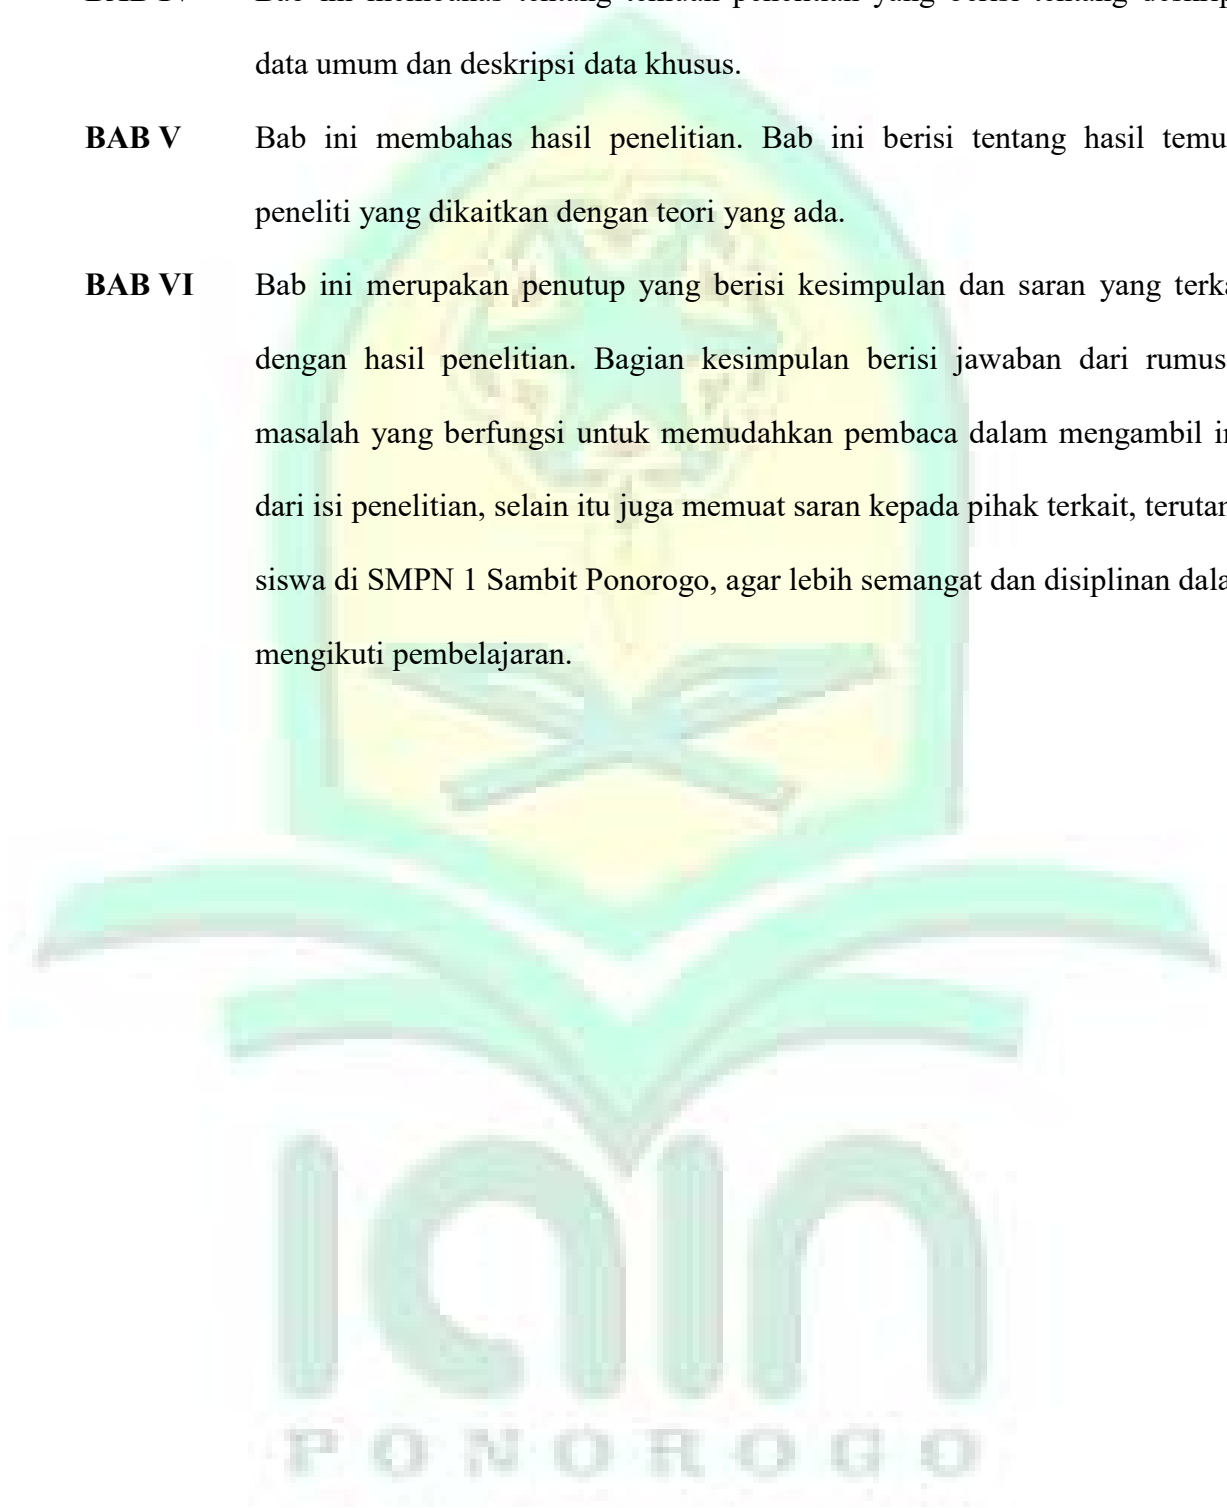 data umum dan deskripsi data khusus.
BAB V Bab ini membahas hasil penelitian. Bab ini berisi tentang hasil temu
peneliti yang dikaitkan dengan teori yang ada.
BAB VI Bab ini merupakan penutup yang berisi kesimpulan dan saran yang terka
dengan hasil penelitian. Bagian kesimpulan berisi jawaban dari rumus
masalah yang berfungsi untuk memudahkan pembaca dalam mengambil in
dari isi penelitian, selain itu juga memuat saran kepada pihak terkait, terutam
siswa di SMPN 1 Sambit Ponorogo, agar lebih semangat dan disiplinan dala
mengikuti pembelajaran.
IAIN
PONOROGO